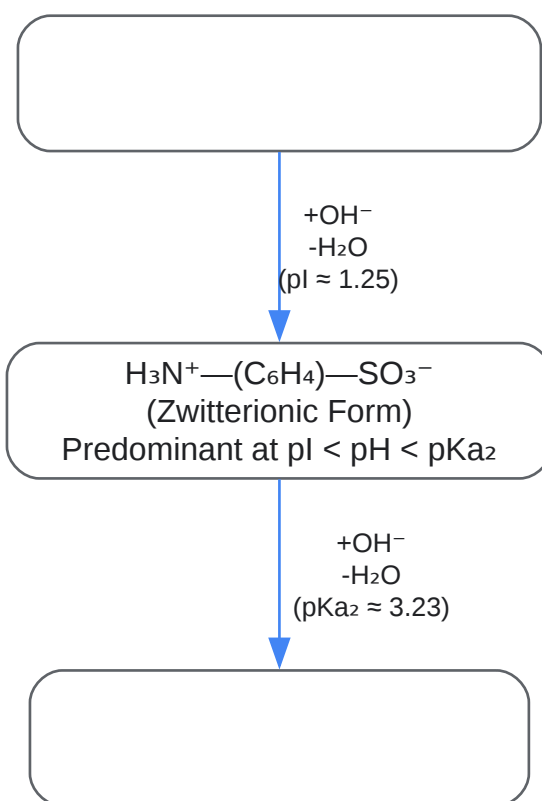 +OH⁻
-H₂O
(pI ≈ 1.25)
H₃N⁺—(C₆H₄)—SO₃⁻
(Zwitterionic Form)
Predominant at pI < pH < pKa₂
+OH⁻
-H₂O
(pKa₂ ≈ 3.23)